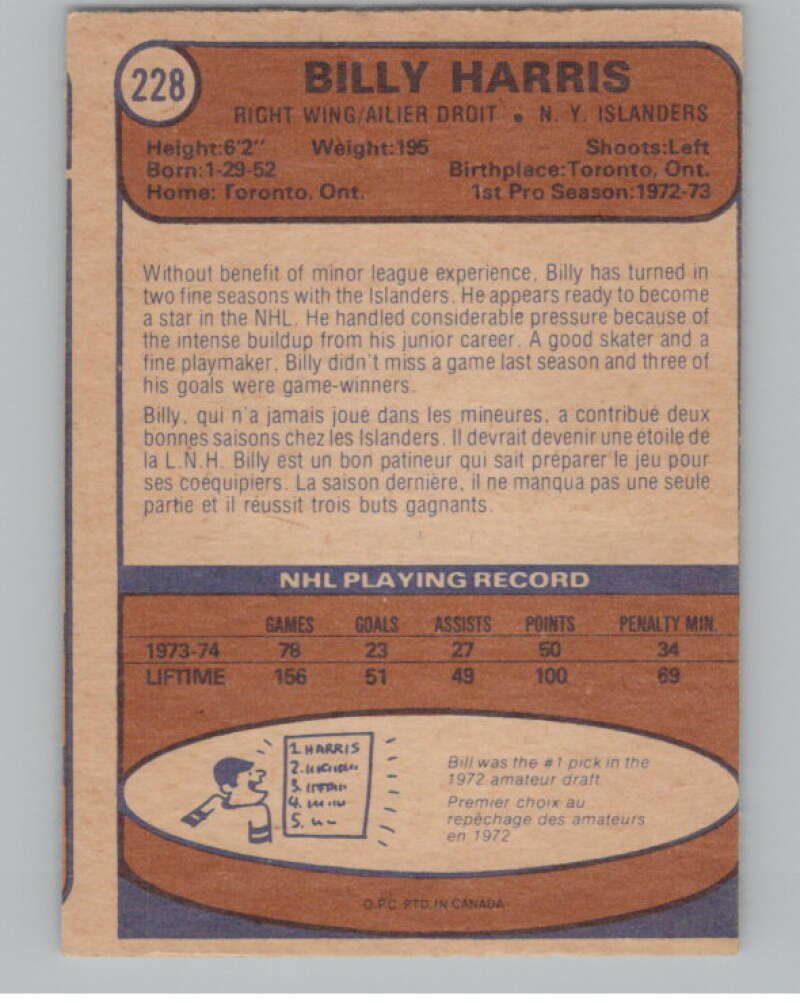 228
BILLY HARRIS
RIGHT WING/AILIER DROIT • N. Y. ISLANDERS
Height:6'2" Weight:195 Shoots:Left
Born:1-29-52 Birthplace:Toronto, Ont.
Home: Toronto, Ont. 1st Pro Season:1972-73
Without benefit of minor league experience, Billy has turned in
two fine seasons with the Islanders. He appears ready to become
a star in the NHL. He handled considerable pressure because of
the intense buildup from his junior career. A good skater and a
fine playmaker, Billy didn't miss a game last season and three of
his goals were game-winners.
Billy, qui n'a jamais joué dans les mineures, a contribué deux
bonnes saisons chez les Islanders. Il devrait devenir une étoile de
la L.N.H. Billy est un bon patineur qui sait préparer le jeu pour
ses coéquipiers. La saison dernière, il ne manqua pas une seule
partie et il réussit trois buts gagnants.
NHL PLAYING RECORD
GAMES GOALS ASSISTS POINTS PENALTY MIN.
1973-74 78 23 27 50 34
LIFTIME 156 51 49 100 69
1. HARRIS
2.
3.
4.
5.
Bill was the #1 pick in the
1972 amateur draft
Premier choix au
repêchage des amateurs
en 1972
O.P.C. PTD. IN CANADA